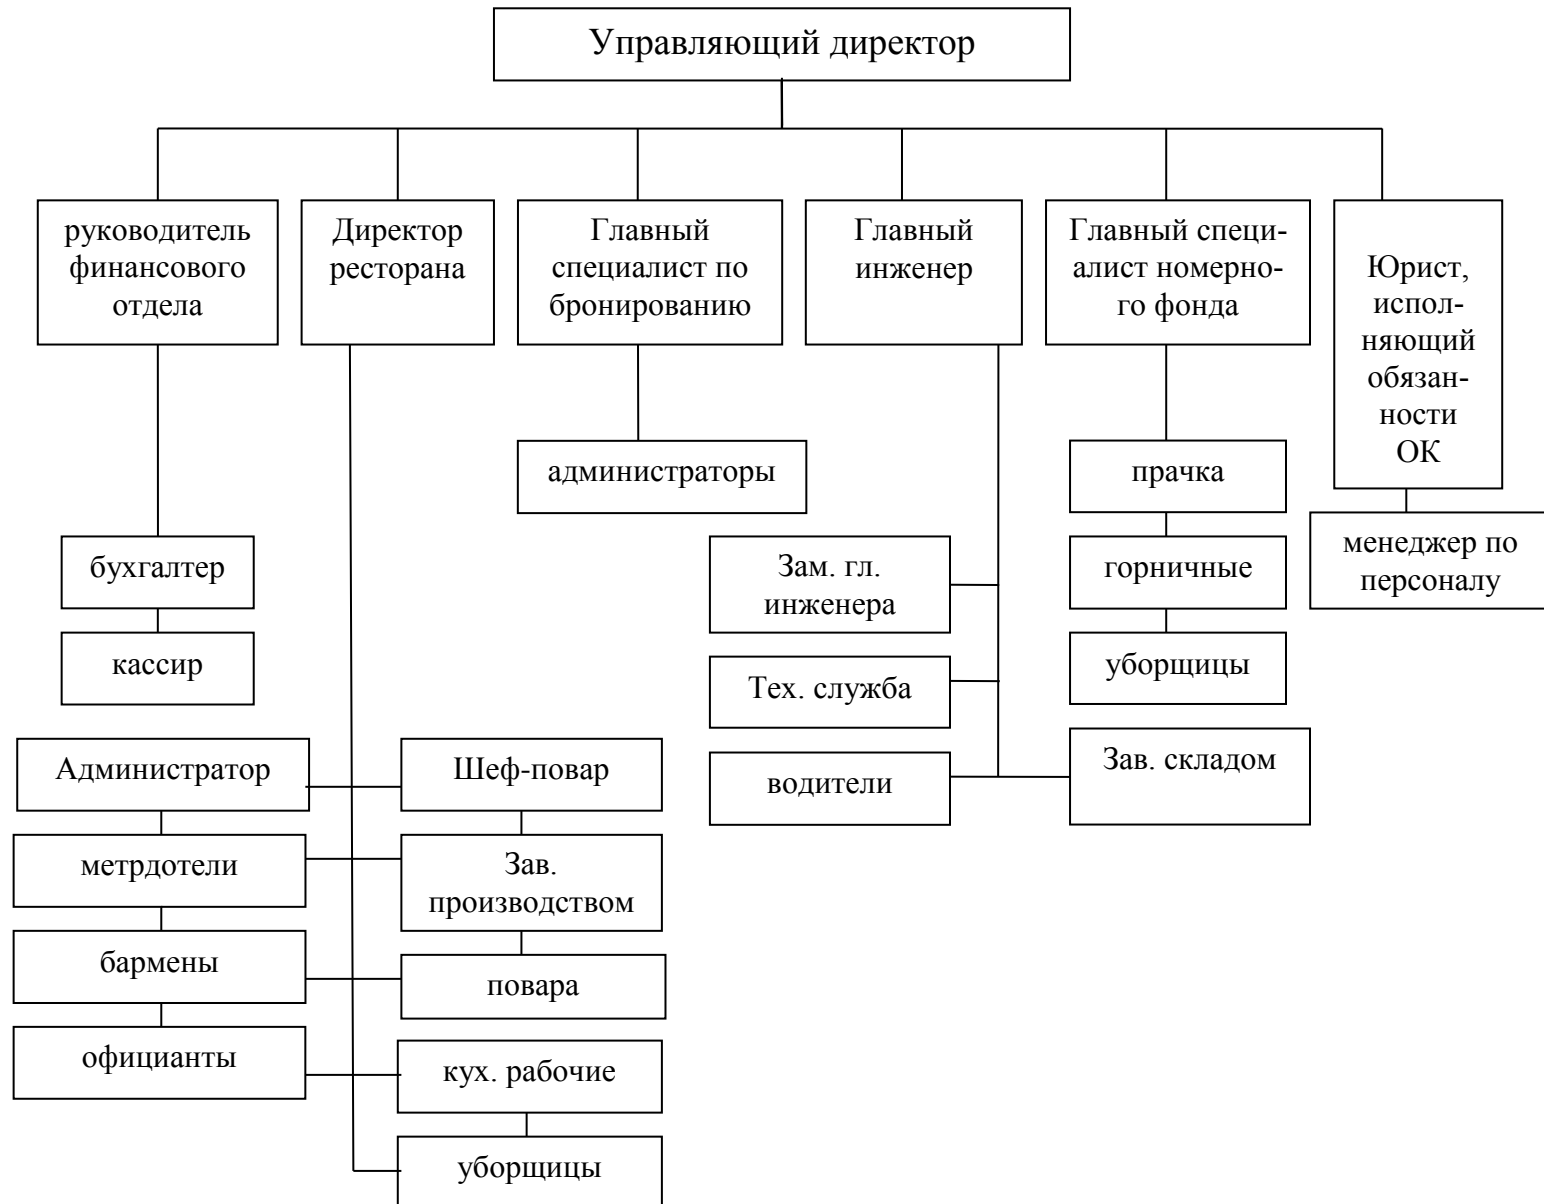 Управляющий директор
руководитель
финансового
отдела
Директор
ресторана
Главный
специалист по
бронированию
Главный
инженер
Главный специ-
алист номерно-
го фонда
Юрист,
испол-
няющий
обязан-
ности
ОК
администраторы
прачка
бухгалтер
Зам. гл.
инженера
горничные
менеджер по
персоналу
кассир
Тех. служба
уборщицы
Администратор
Шеф-повар
водители
Зав. складом
метрдотели
Зав.
производством
бармены
повара
официанты
кух. рабочие
уборщицы